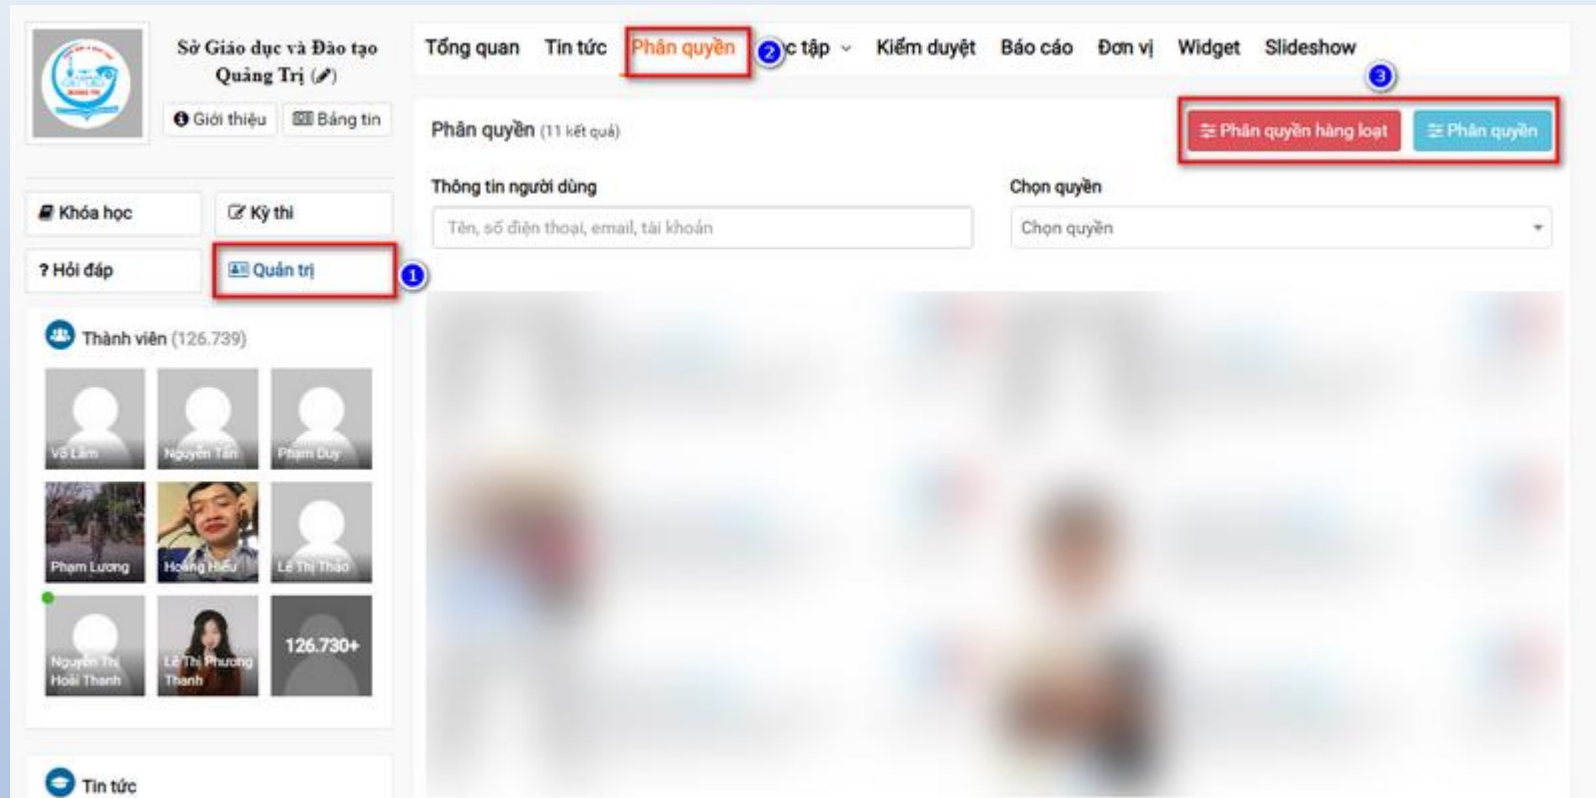 Sở Giáo dục và Đào tạo
Quảng Trị
Giới thiệu
Bảng tin
Khóa học
Kỳ thi
? Hỏi đáp
Quản trị
1
Thành viên (126.739)
Võ Lâm
Nguyễn Tấn
Phạm Duy
Phạm Lương
Hoàng Hiếu
Lê Thị Thảo
Nguyễn Thị
Hoài Thanh
Lê Thị Phương
Thanh
126.730+
Tin tức
Tổng quan
Tin tức
Phân quyền
2
c tập
Kiểm duyệt
Báo cáo
Đơn vị
Widget
Slideshow
3
Phân quyền (11 kết quả)
Phân quyền hàng loạt
Phân quyền
Thông tin người dùng
Chọn quyền
Tên, số điện thoại, email, tài khoản
Chọn quyền